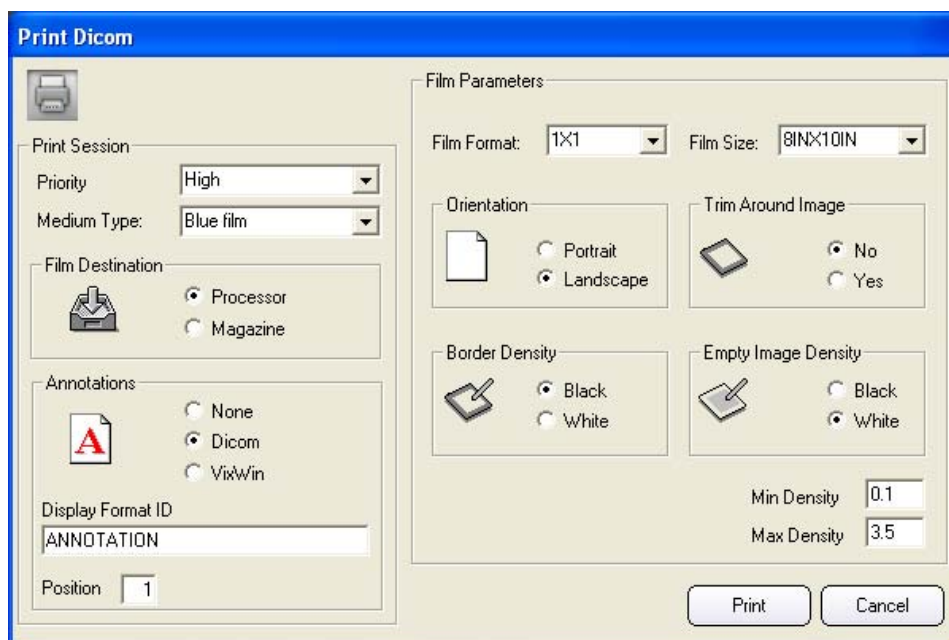 Print Dicom
Print Session
Priority High
Medium Type: Blue film
Film Destination
Processor
Magazine
Annotations
A
None
Dicom
VixWin
Display Format ID
ANNOTATION
Position 1
Film Parameters
Film Format: 1X1 Film Size: 8INX10IN
Orientation
Portrait
Landscape
Trim Around Image
No
Yes
Border Density
Black
White
Empty Image Density
Black
White
Min Density 0.1
Max Density 3.5
Print Cancel